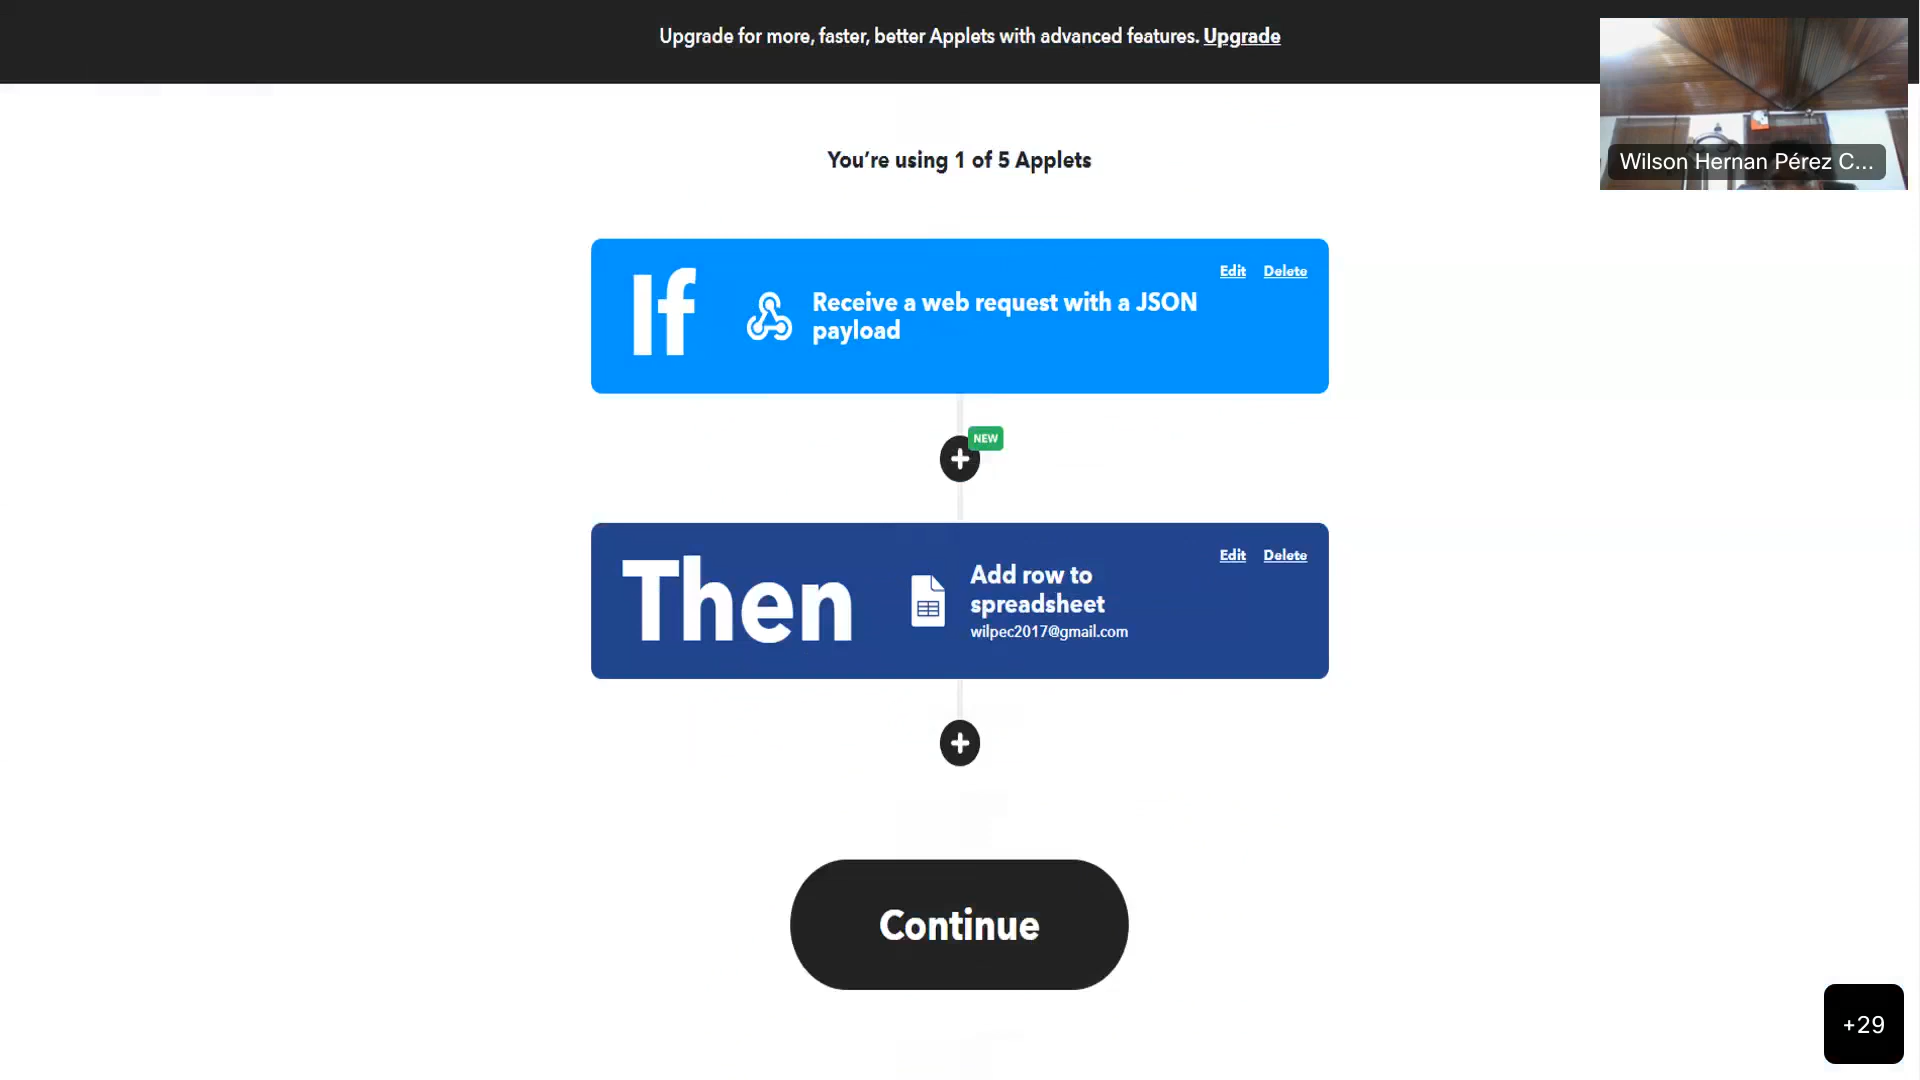 Upgrade for more, faster, better Applets with advanced features. Upgrade
Wilson Hernan Pérez C...
You’re using 1 of 5 Applets
If
Receive a web request with a JSON
payload
Edit Delete
NEW
Then
Add row to
spreadsheet
wilpec2017@gmail.com
Edit Delete
Continue
+29